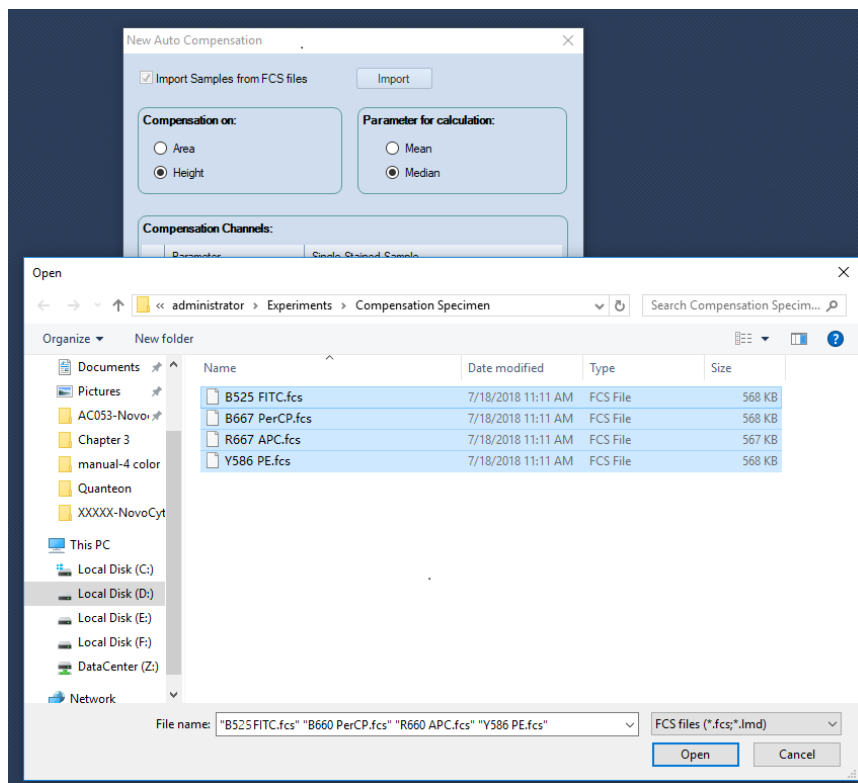 New Auto Compensation
Import Samples from FCS files Import
Compensation on: Parameter for calculation:
Area Mean
Height Median
Compensation Channels:
Parameter Single Stained Sample
Open
« administrator > Experiments > Compensation Specimen Search Compensation Specim...
Organize New folder
Documents Name Date modified Type Size
Pictures B525 FITC.fcs 7/18/2018 11:11 AM FCS File 568 KB
AC053-Novo B667 PerCP.fcs 7/18/2018 11:11 AM FCS File 568 KB
Chapter 3 R667 APC.fcs 7/18/2018 11:11 AM FCS File 567 KB
manual-4 color Y586 PE.fcs 7/18/2018 11:11 AM FCS File 568 KB
Quanteon
XXXXX-NovoCyt
This PC
Local Disk (C:)
Local Disk (D:)
Local Disk (E:)
Local Disk (F:)
DataCenter (Z:)
Network
File name: "B525 FITC.fcs" "B660 PerCP.fcs" "R660 APC.fcs" "Y586 PE.fcs" FCS files (*.fcs;*.lmd)
Open Cancel